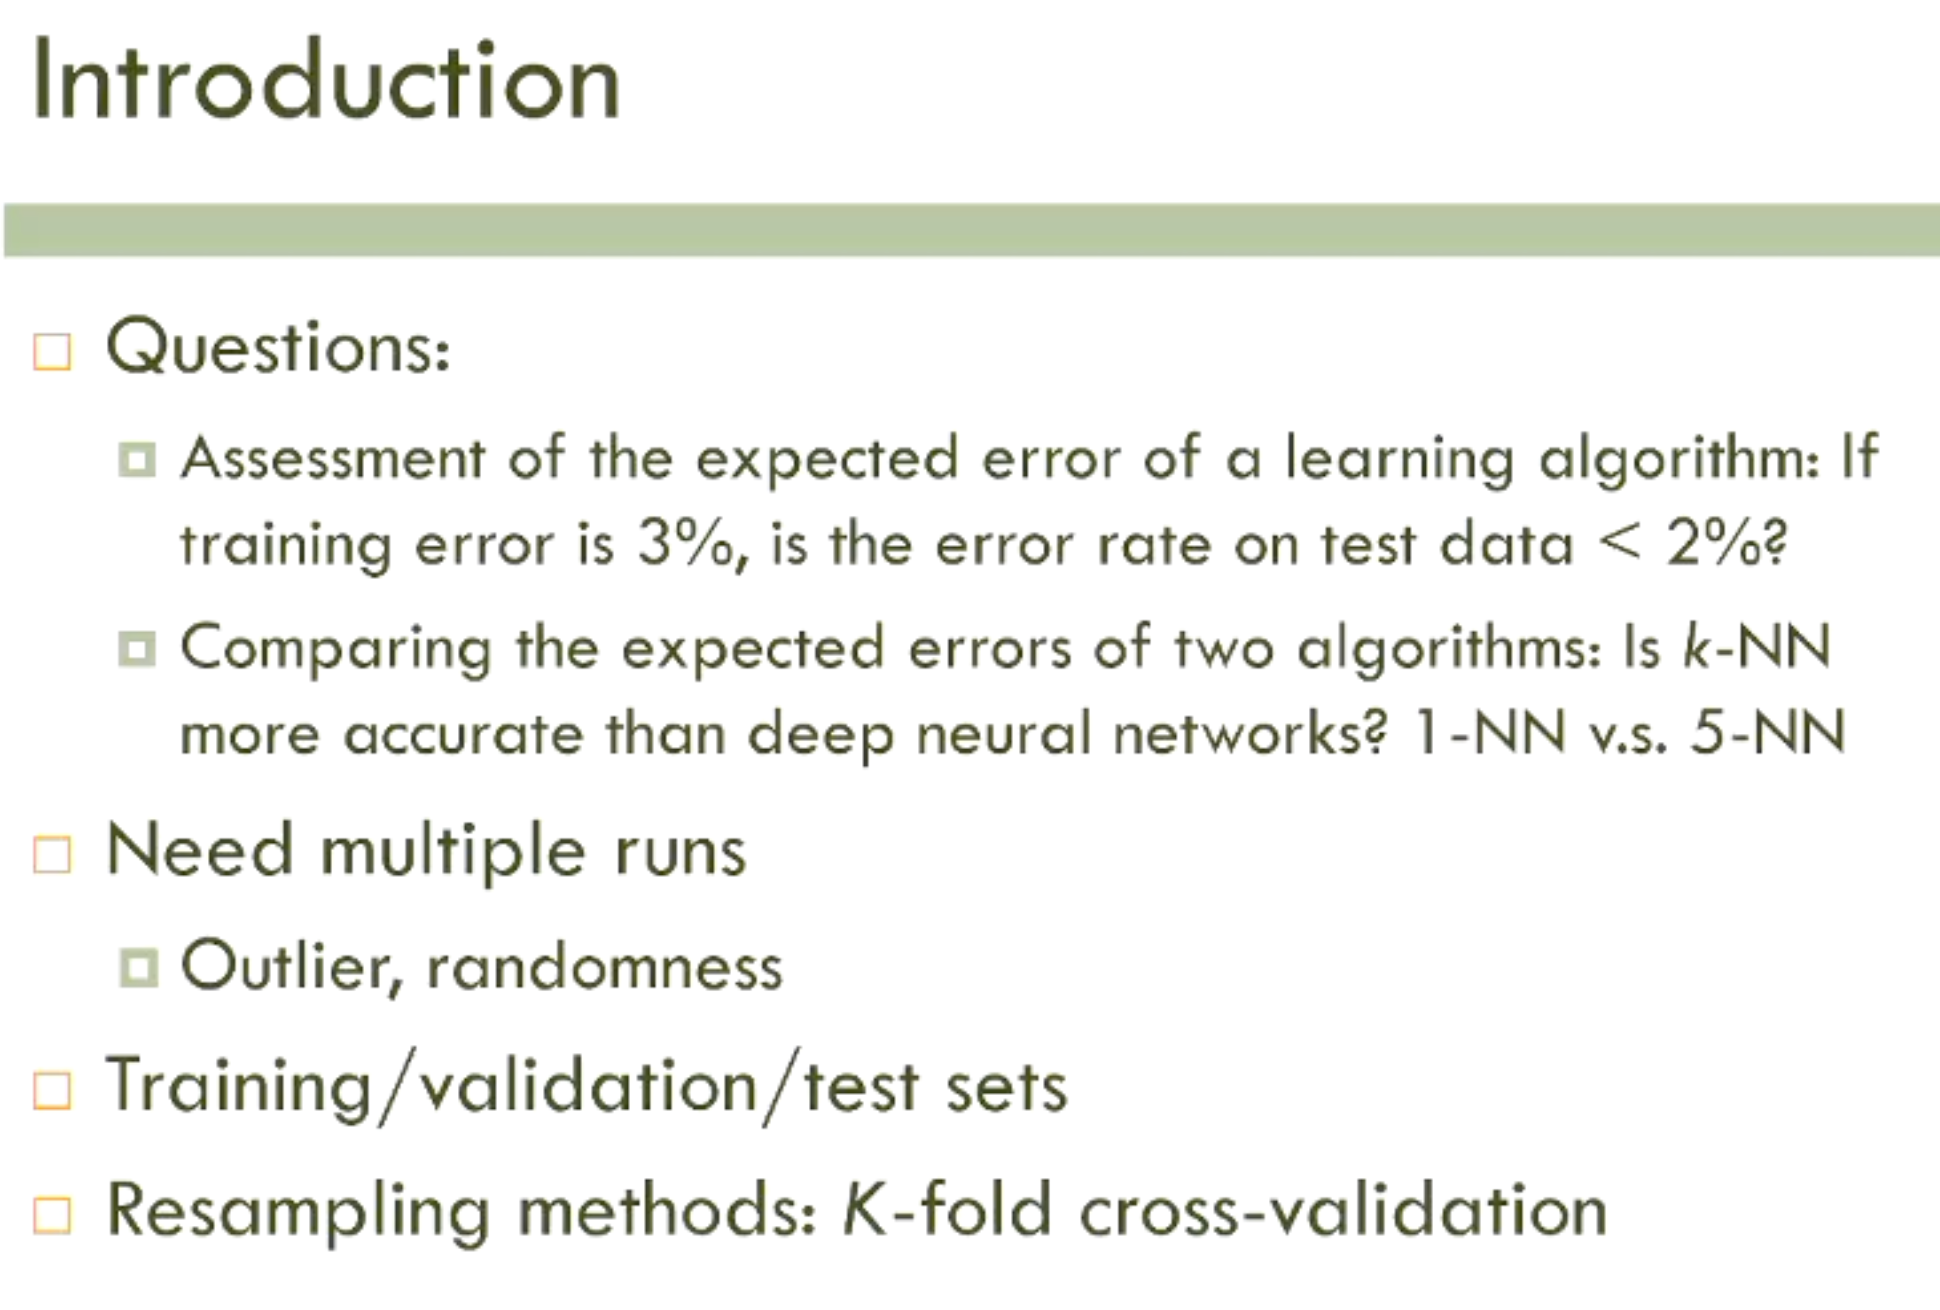 Introduction
Questions:
Assessment of the expected error of a learning algorithm: If
training error is 3%, is the error rate on test data < 2%?
Comparing the expected errors of two algorithms: Is k-NN
more accurate than deep neural networks? 1-NN v.s. 5-NN
Need multiple runs
Outlier, randomness
Training/validation/test sets
Resampling methods: K-fold cross-validation